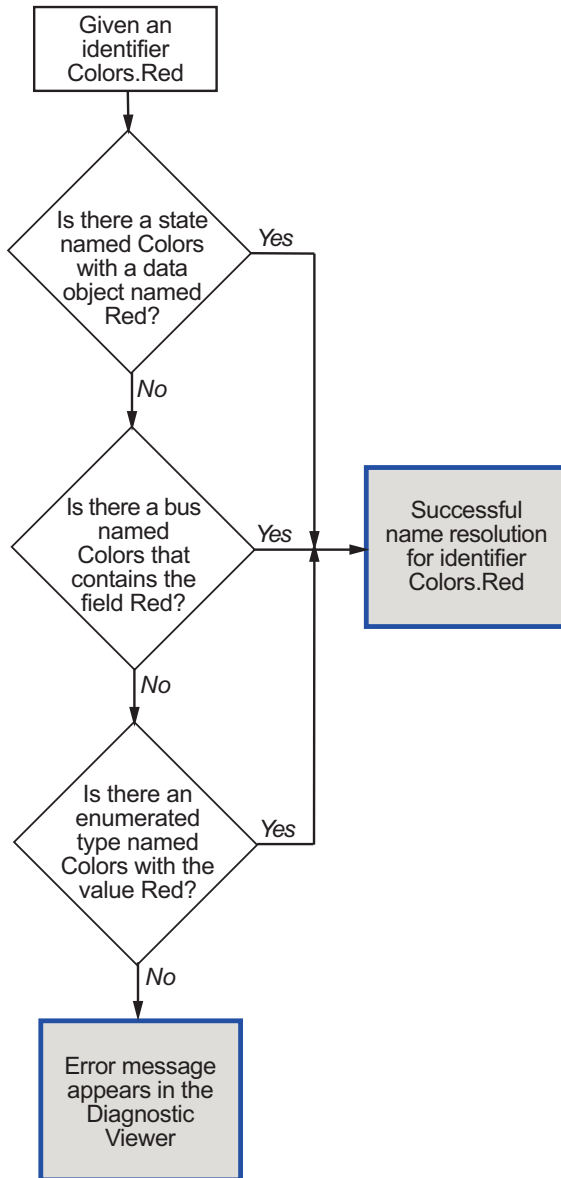 Given an
identifier
Colors.Red
Is there a state
named Colors
with a data
object named
Red?
Yes
No
Is there a bus
named
Colors that
contains the
field Red?
Yes
Successful
name resolution
for identifier
Colors.Red
No
Is there an
enumerated
type named
Colors with the
value Red?
Yes
No
Error message
appears in the
Diagnostic
Viewer